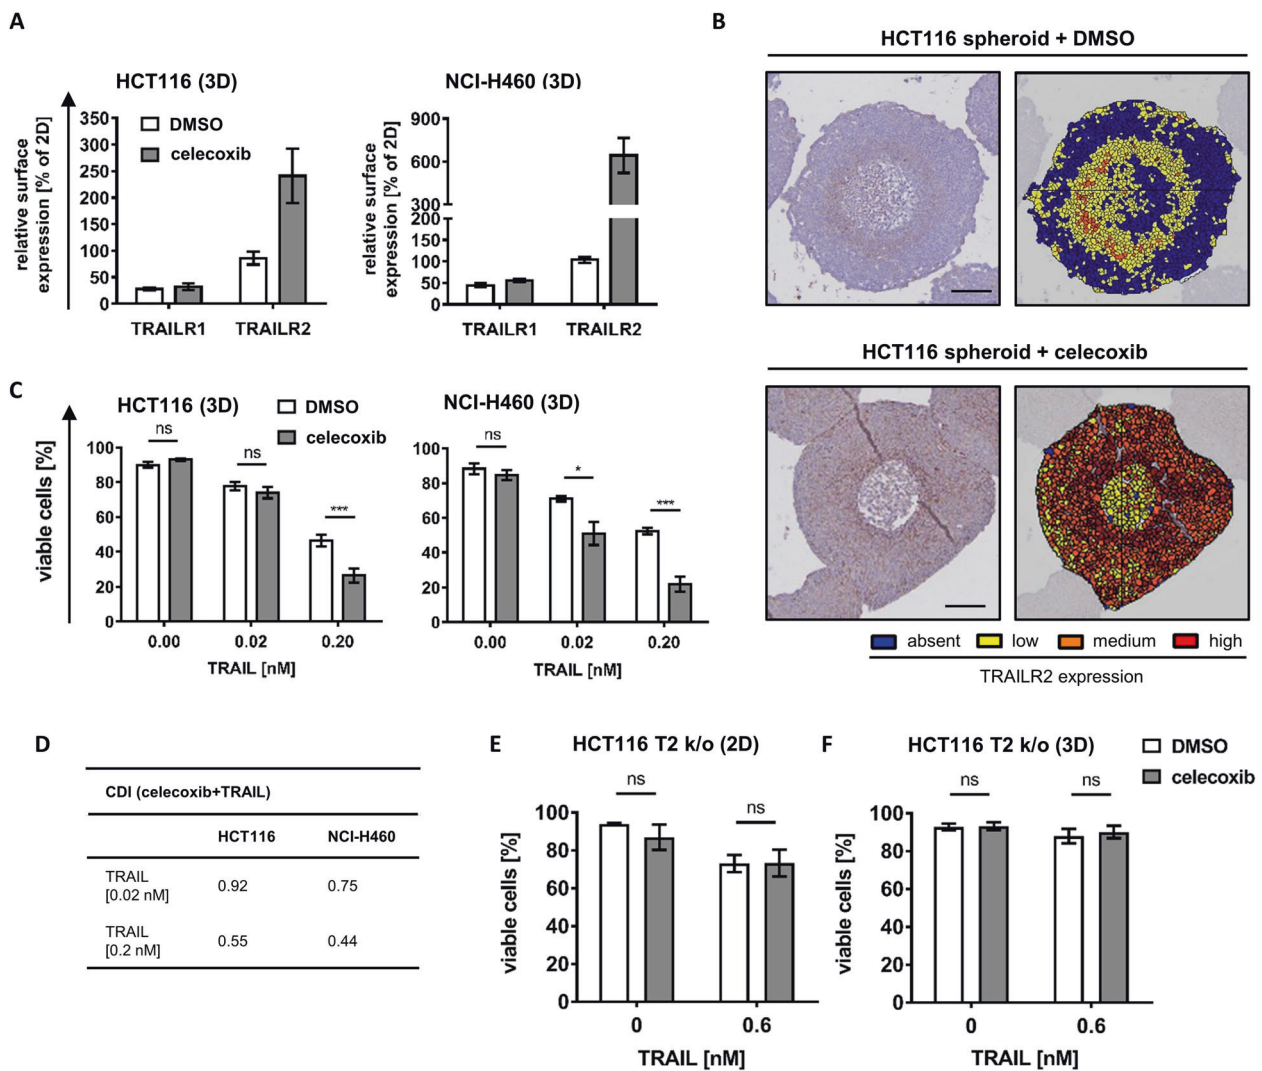 A
HCT116 (3D)
relative surface
expression [% of 2D]
350
300
250
200
150
100
50
0
DMSO
celecoxib
TRAILR1
TRAILR2
NCI-H460 (3D)
relative surface
expression [% of 2D]
900
600
300
200
150
100
50
0
TRAILR1
TRAILR2
B
HCT116 spheroid + DMSO
HCT116 spheroid + celecoxib
absent
low
medium
high
TRAILR2 expression
C
HCT116 (3D)
DMSO
celecoxib
viable cells [%]
100
80
60
40
20
0
ns
ns
***
0.00
0.02
0.20
TRAIL [nM]
NCI-H460 (3D)
100
80
60
40
20
0
ns
*
***
0.00
0.02
0.20
TRAIL [nM]
D
CDI (celecoxib+TRAIL)
HCT116 NCI-H460
TRAIL
[0.02 nM] 0.92 0.75
TRAIL
[0.2 nM] 0.55 0.44
E
HCT116 T2 k/o (2D)
viable cells [%]
100
80
60
40
20
0
ns
ns
0
0.6
TRAIL [nM]
F
HCT116 T2 k/o (3D)
DMSO
celecoxib
viable cells [%]
100
80
60
40
20
0
ns
ns
0
0.6
TRAIL [nM]